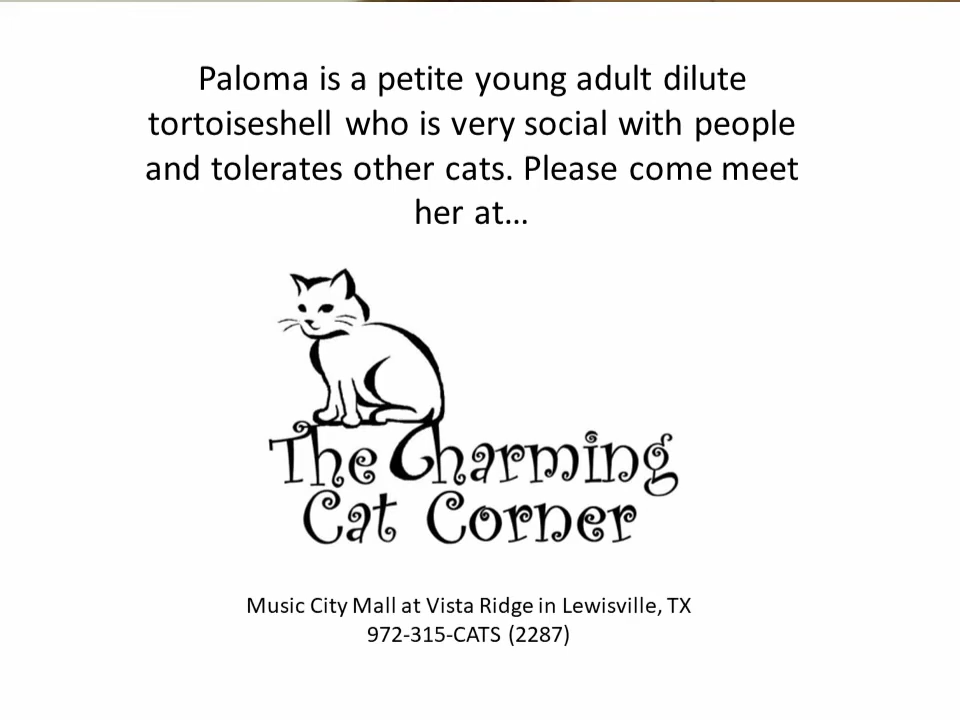 Paloma is a petite young adult dilute
tortoiseshell who is very social with people
and tolerates other cats. Please come meet
her at…
The Charming
Cat Corner
Music City Mall at Vista Ridge in Lewisville, TX
972-315-CATS (2287)